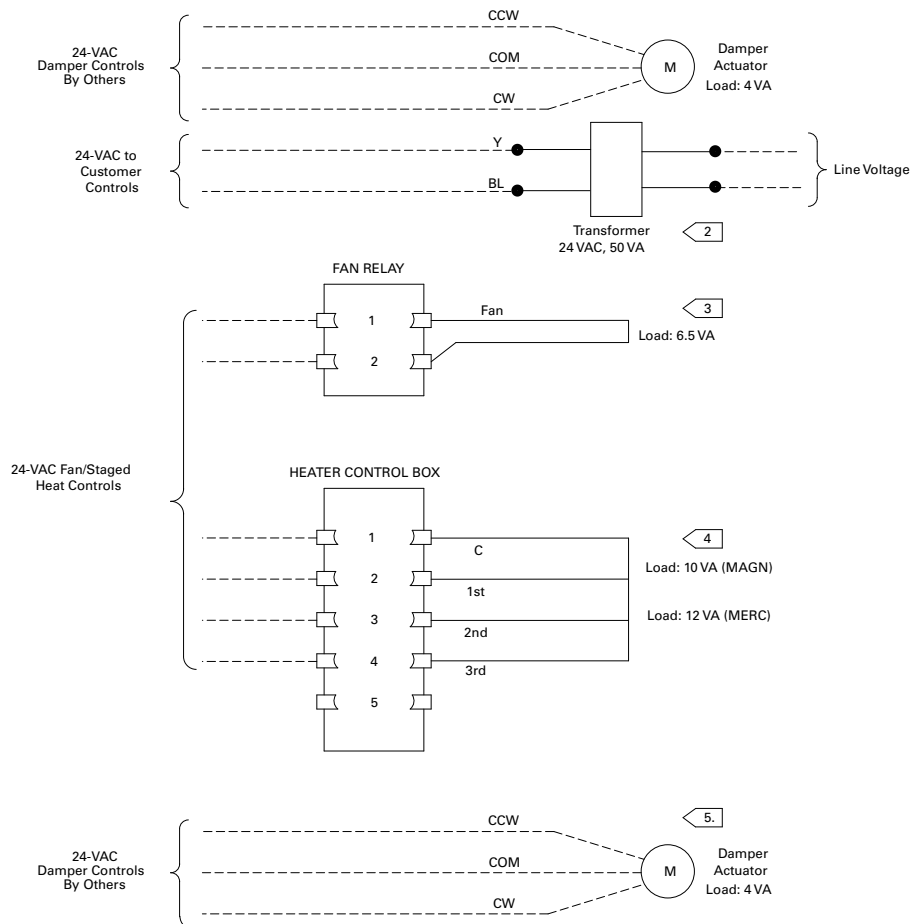 CCW
24-VAC
Damper Controls
By Others
COM
M
Damper
Actuator
Load: 4 VA
CW
24-VAC to
Customer
Controls
Y
BL
Line Voltage
Transformer
24 VAC, 50 VA
2
FAN RELAY
1
Fan
3
2
Load: 6.5 VA
24-VAC Fan/Staged
Heat Controls
HEATER CONTROL BOX
1
C
4
Load: 10 VA (MAGN)
2
1st
3
2nd
Load: 12 VA (MERC)
4
3rd
5
5.
CCW
24-VAC
Damper Controls
By Others
COM
M
Damper
Actuator
Load: 4 VA
CW